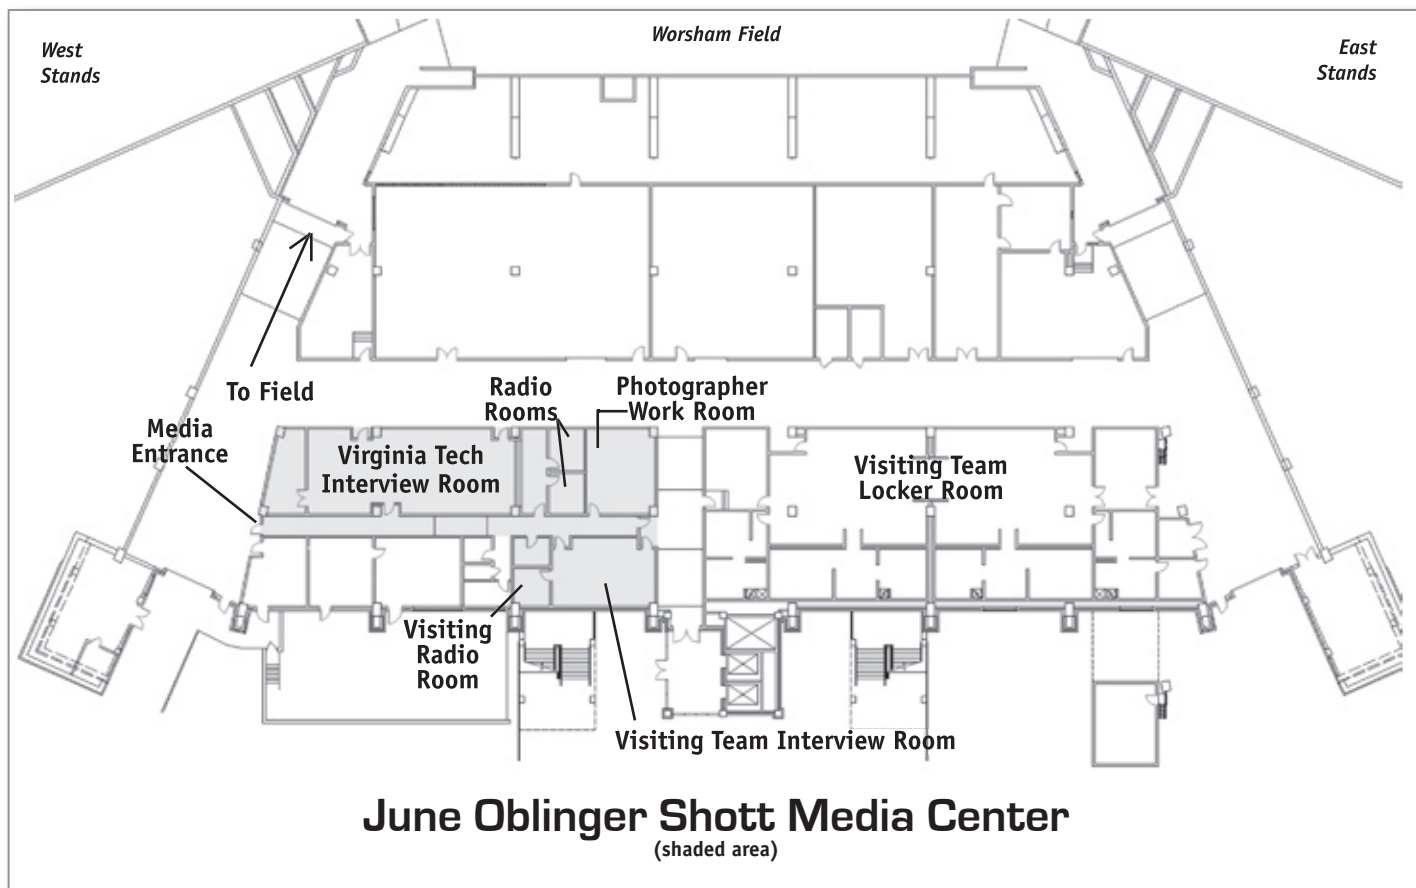 West
Stands
Worsham Field
East
Stands
To Field
Media
Entrance
Radio
Rooms
Photographer
Work Room
Virginia Tech
Interview Room
Visiting Team
Locker Room
Visiting
Radio
Room
Visiting Team Interview Room
June Oblinger Shott Media Center
(shaded area)